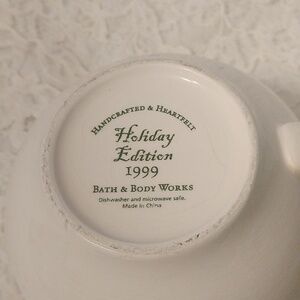 HANDCRAFTED & HEARTFELT
Holiday
Edition
1999
BATH & BODY WORKS
Dishwasher and microwave safe.
Made in China